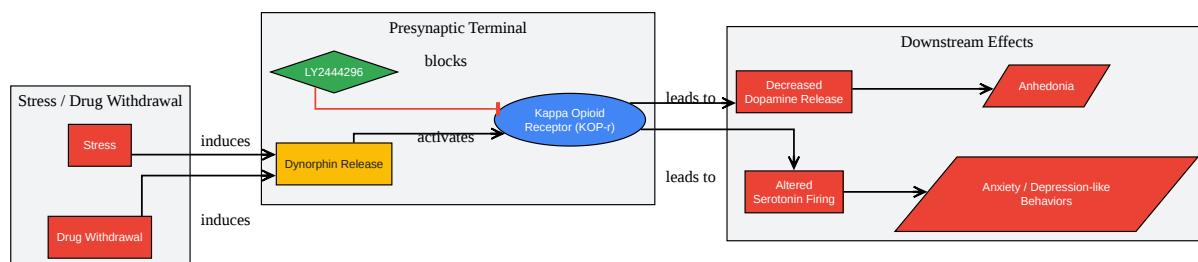 Stress / Drug Withdrawal
Stress
Drug Withdrawal
induces
induces
Presynaptic Terminal
LY2444296
blocks
Dynorphin Release
activates
Kappa Opioid
Receptor (KOP-r)
leads to
leads to
Downstream Effects
Decreased
Dopamine Release
Anhedonia
Altered
Serotonin Firing
Anxiety / Depression-like
Behaviors